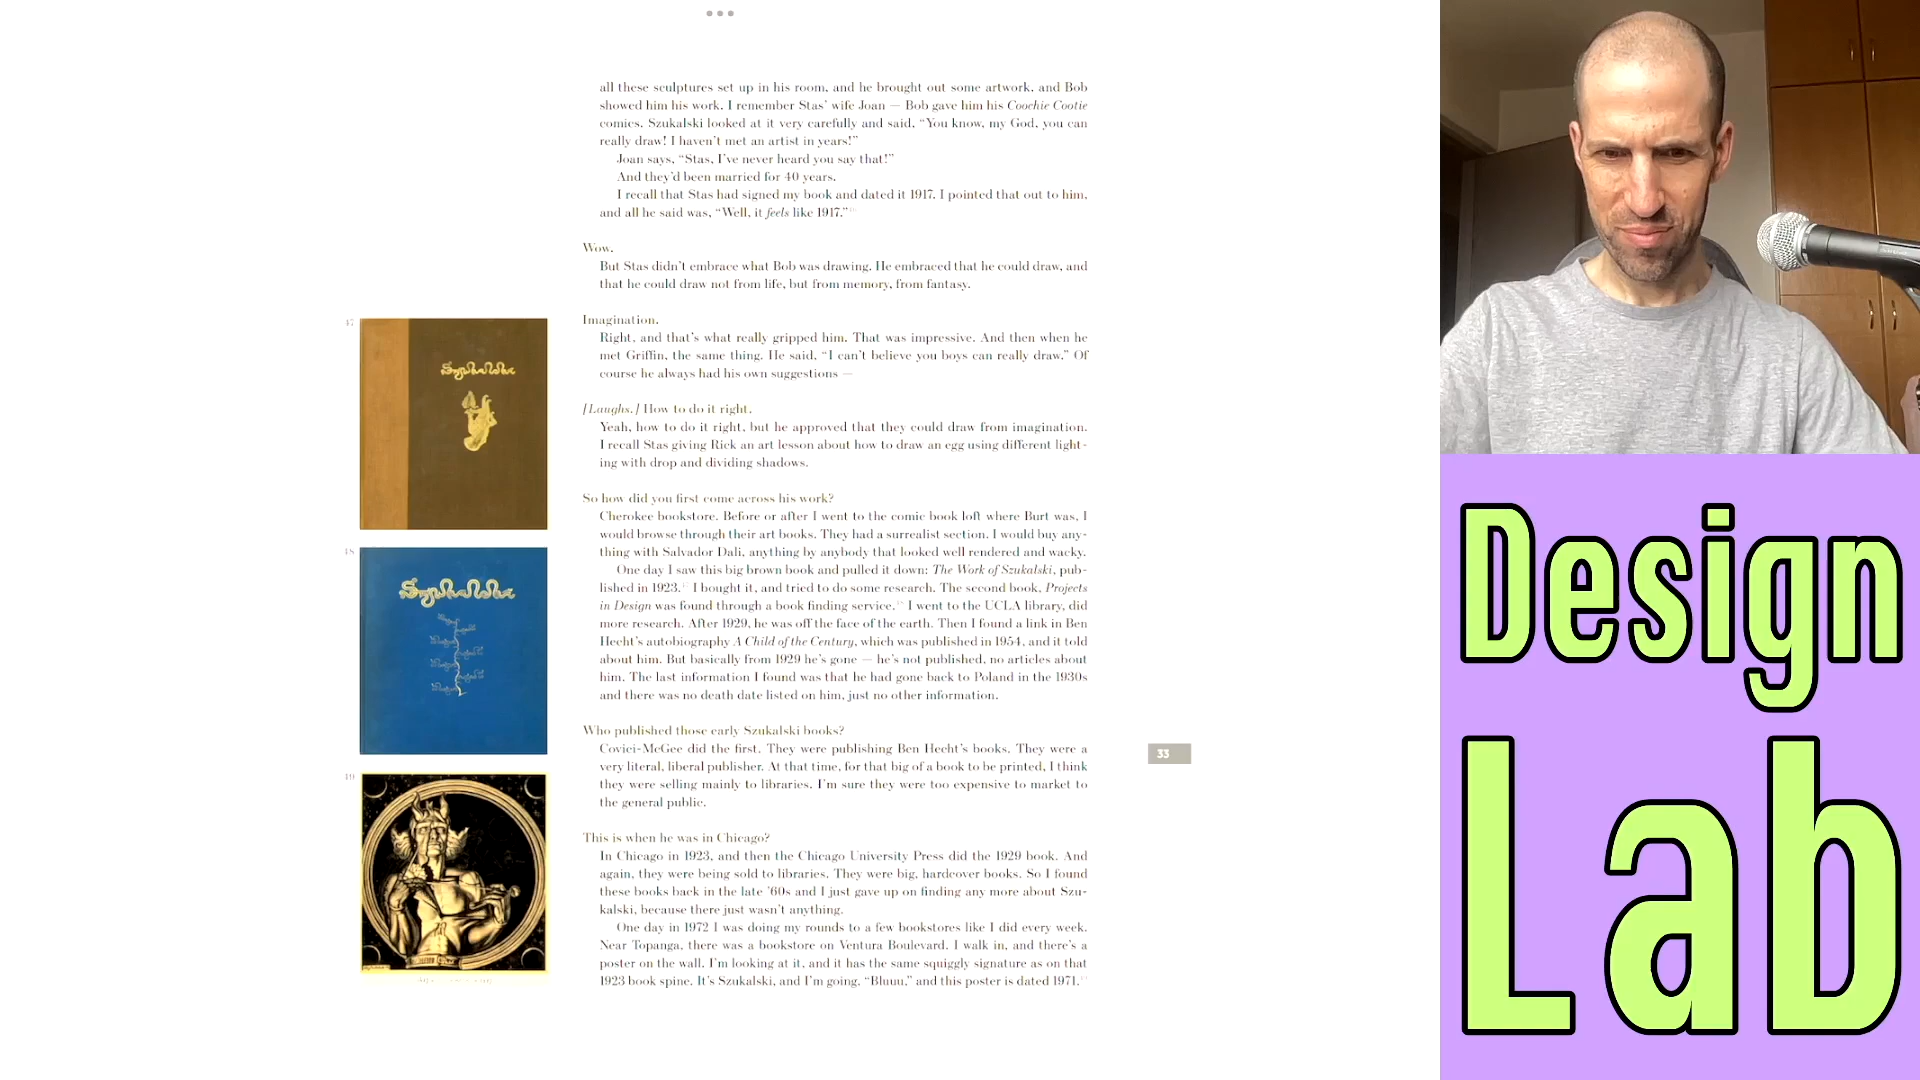 all these sculptures set up in his room, and he brought out some artwork, and Bob
showed him his work. I remember Stas' wife Joan — Bob gave him his Coochie Cootie
comics. Szukalski looked at it very carefully and said, “You know, my God, you can
really draw! I haven't met an artist in years!”
Joan says, “Stas, I've never heard you say that!”
And they'd been married for 40 years.
I recall that Stas had signed my book and dated it 1917. I pointed that out to him,
and all he said was, “Well, it feels like 1917.”
Wow.
But Stas didn't embrace what Bob was drawing. He embraced that he could draw, and
that he could draw not from life, but from memory, from fantasy.
Imagination.
Right, and that's what really gripped him. That was impressive. And then when he
met Griffin, the same thing. He said, “I can't believe you boys can really draw.” Of
course he always had his own suggestions —
[Laughs.] How to do it right.
Yeah, how to do it right, but he approved that they could draw from imagination.
I recall Stas giving Rick an art lesson about how to draw an egg using different light-
ing with drop and dividing shadows.
So how did you first come across his work?
Cherokee bookstore. Before or after I went to the comic book loft where Burt was, I
would browse through their art books. They had a surrealist section. I would buy any-
thing with Salvador Dali, anything by anybody that looked well rendered and wacky.
One day I saw this big brown book and pulled it down: The Work of Szukalski, pub-
lished in 1923. I bought it, and tried to do some research. The second book, Projects
in Design was found through a book finding service. I went to the UCLA library, did
more research. After 1929, he was off the face of the earth. Then I found a link in Ben
Hecht's autobiography A Child of the Century, which was published in 1954, and it told
about him. But basically from 1929 he's gone — he's not published, no articles about
him. The last information I found was that he had gone back to Poland in the 1930s
and there was no death date listed on him, just no other information.
Who published those early Szukalski books?
Covici-McGee did the first. They were publishing Ben Hecht's books. They were a
very literal, liberal publisher. At that time, for that big of a book to be printed, I think
they were selling mainly to libraries. I'm sure they were too expensive to market to
the general public.
This is when he was in Chicago?
In Chicago in 1923, and then the Chicago University Press did the 1929 book. And
again, they were being sold to libraries. They were big, hardcover books. So I found
these books back in the late '60s and I just gave up on finding any more about Szu-
kalski, because there just wasn't anything.
One day in 1972 I was doing my rounds to a few bookstores like I did every week.
Near Topanga, there was a bookstore on Ventura Boulevard. I walk in, and there's a
poster on the wall. I'm looking at it, and it has the same squiggly signature as on that
1923 book spine. It's Szukalski, and I'm going, “Bluuu,” and this poster is dated 1971.
47
Szukalski
48
Szukalski
49
33
Design
Lab